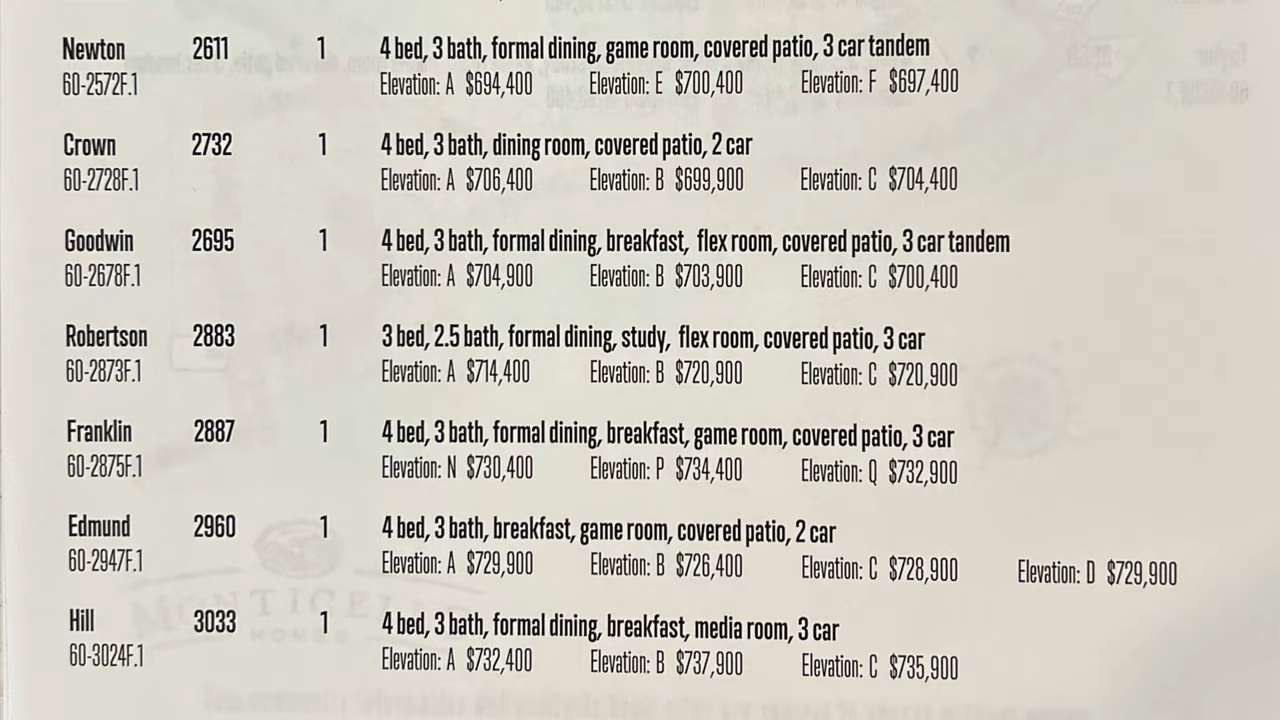 Newton 2611 1 4 bed, 3 bath, formal dining, game room, covered patio, 3 car tandem
60-2572F.1 Elevation: A $694,400 Elevation: E $700,400 Elevation: F $697,400
Crown 2732 1 4 bed, 3 bath, dining room, covered patio, 2 car
60-2728F.1 Elevation: A $706,400 Elevation: B $699,900 Elevation: C $704,400
Goodwin 2695 1 4 bed, 3 bath, formal dining, breakfast, flex room, covered patio, 3 car tandem
60-2678F.1 Elevation: A $704,900 Elevation: B $703,900 Elevation: C $700,400
Robertson 2883 1 3 bed, 2.5 bath, formal dining, study, flex room, covered patio, 3 car
60-2873F.1 Elevation: A $714,400 Elevation: B $720,900 Elevation: C $720,900
Franklin 2887 1 4 bed, 3 bath, formal dining, breakfast, game room, covered patio, 3 car
60-2875F.1 Elevation: N $730,400 Elevation: P $734,400 Elevation: Q $732,900
Edmund 2960 1 4 bed, 3 bath, breakfast, game room, covered patio, 2 car
60-2947F.1 Elevation: A $729,900 Elevation: B $726,400 Elevation: C $728,900 Elevation: D $729,900
MONTICELLO
HOMES
Hill 3033 1 4 bed, 3 bath, formal dining, breakfast, media room, 3 car
60-3024F.1 Elevation: A $732,400 Elevation: B $737,900 Elevation: C $735,900